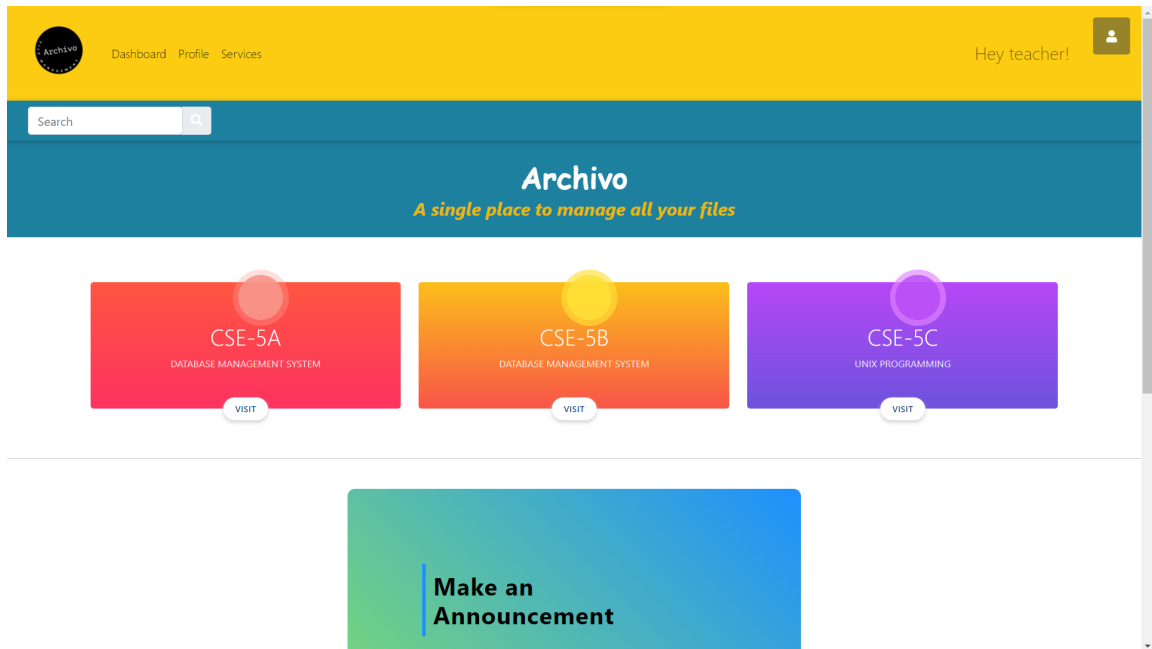 Archivo
Dashboard Profile Services
Hey teacher!
Search
Archivo
A single place to manage all your files
CSE-5A
DATABASE MANAGEMENT SYSTEM
VISIT
CSE-5B
DATABASE MANAGEMENT SYSTEM
VISIT
CSE-5C
UNIX PROGRAMMING
VISIT
Make an
Announcement